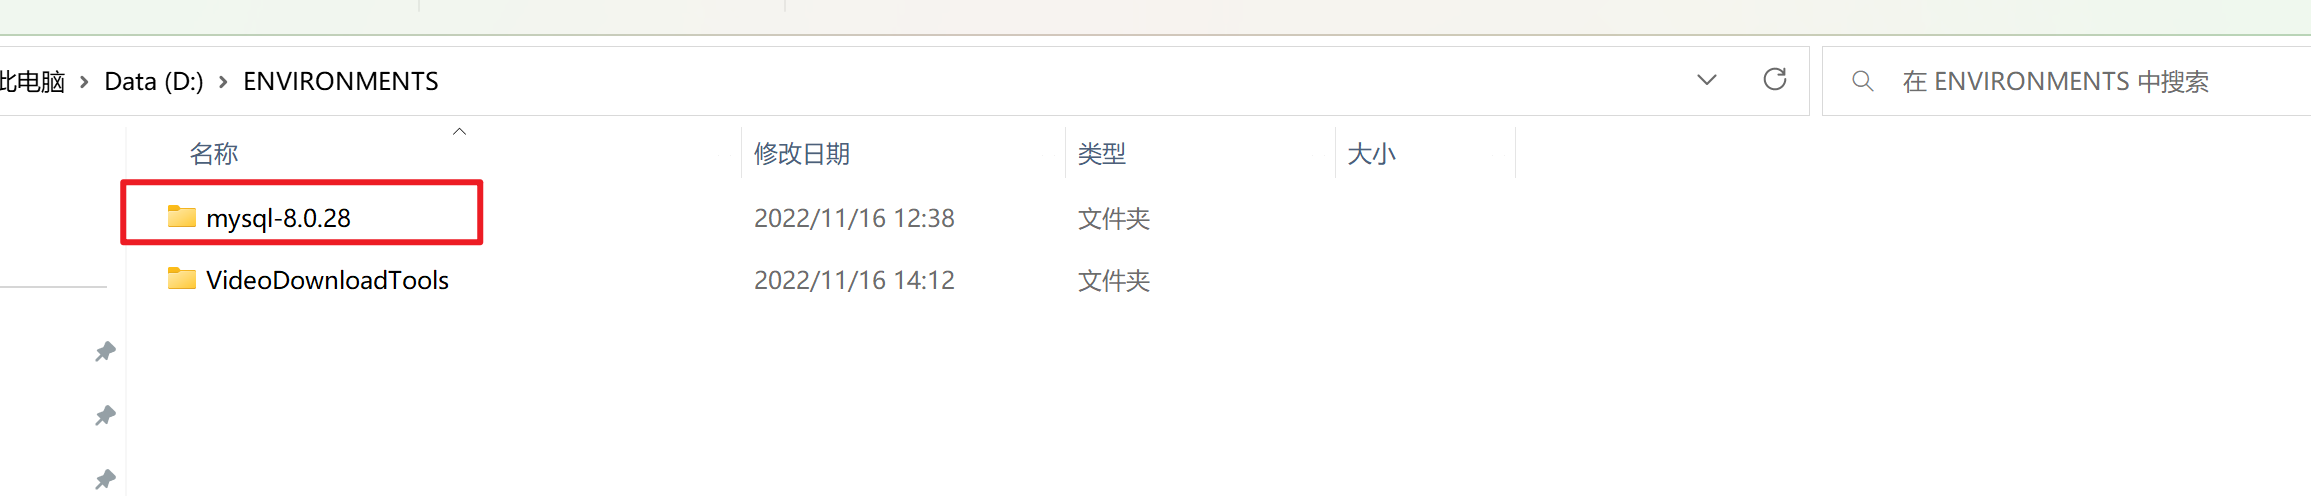 此电脑 > Data (D:) > ENVIRONMENTS
在 ENVIRONMENTS 中搜索
名称 修改日期 类型 大小
mysql-8.0.28 2022/11/16 12:38 文件夹
VideoDownloadTools 2022/11/16 14:12 文件夹